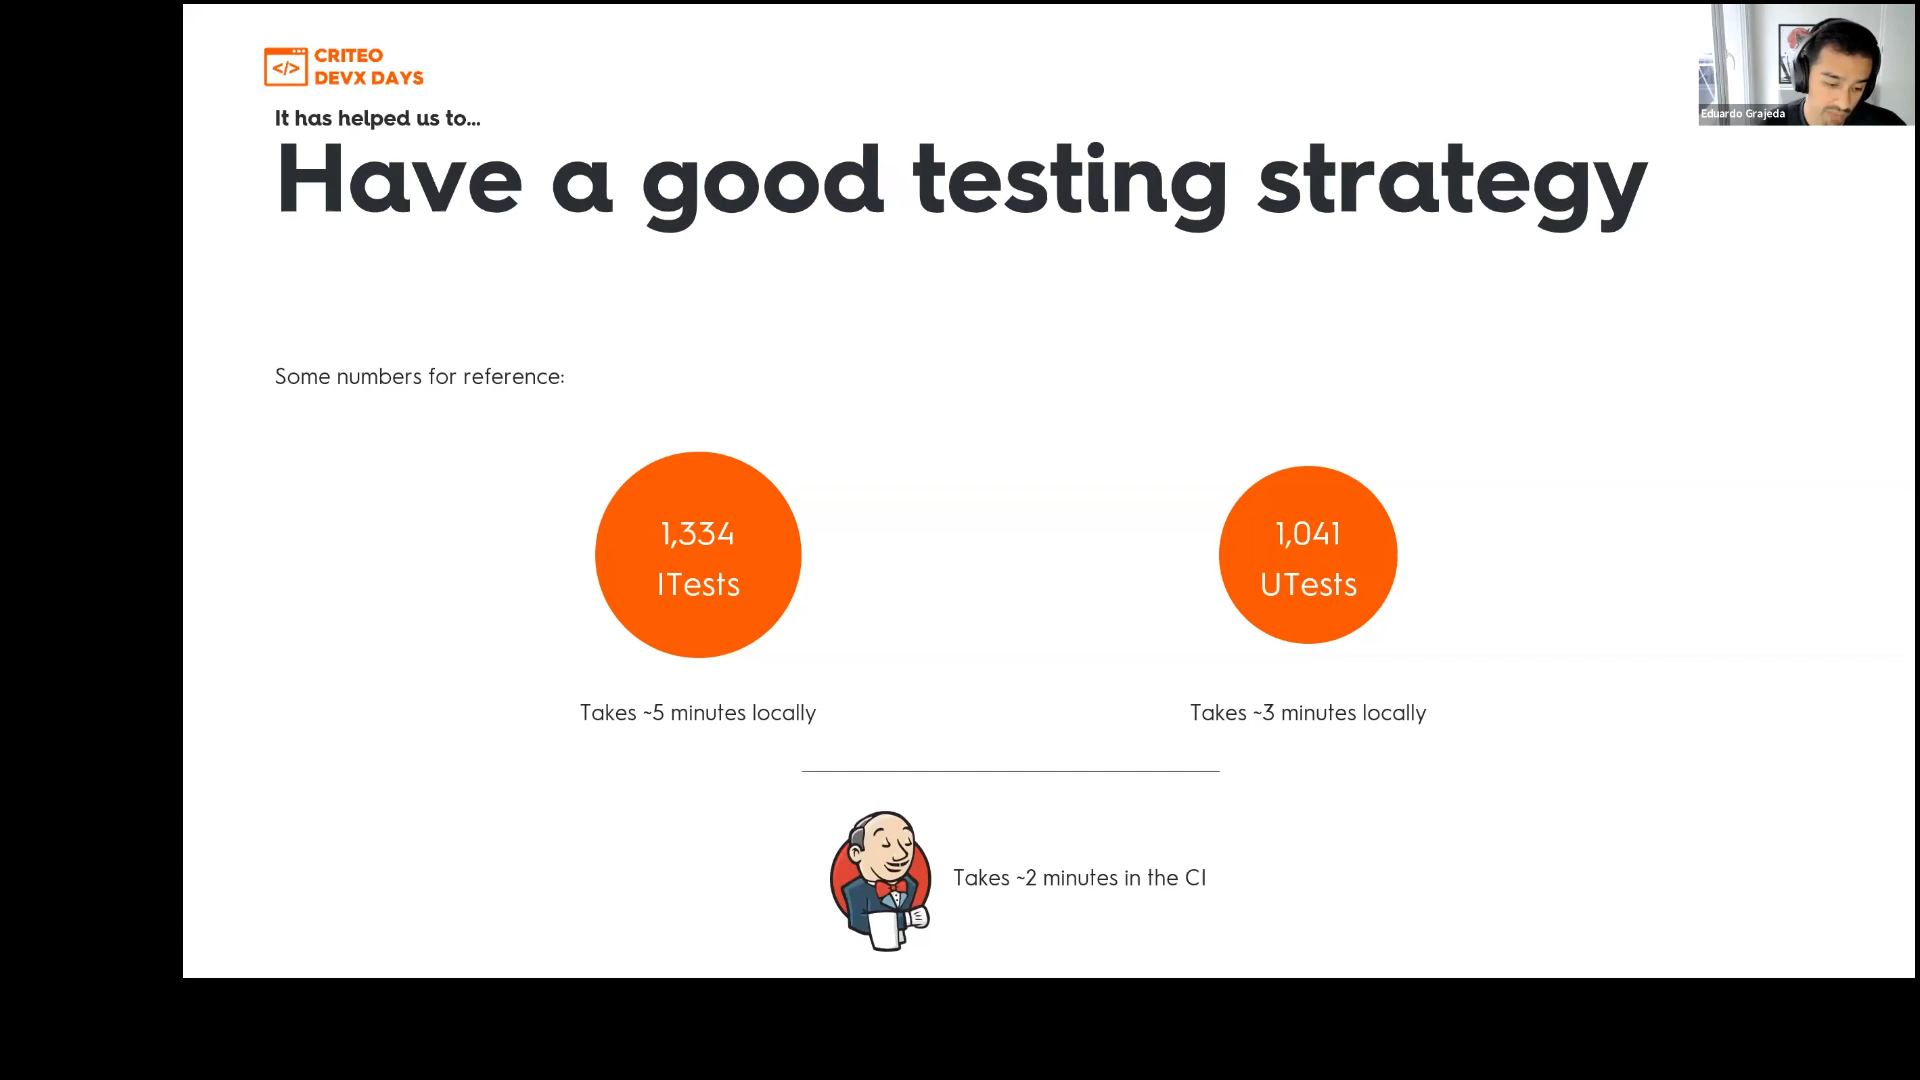 CRITEO
DEVX DAYS
</>
Eduardo Grajeda
It has helped us to...
Have a good testing strategy
Some numbers for reference:
1,334
ITests
1,041
UTests
Takes ~5 minutes locally
Takes ~3 minutes locally
Takes ~2 minutes in the CI